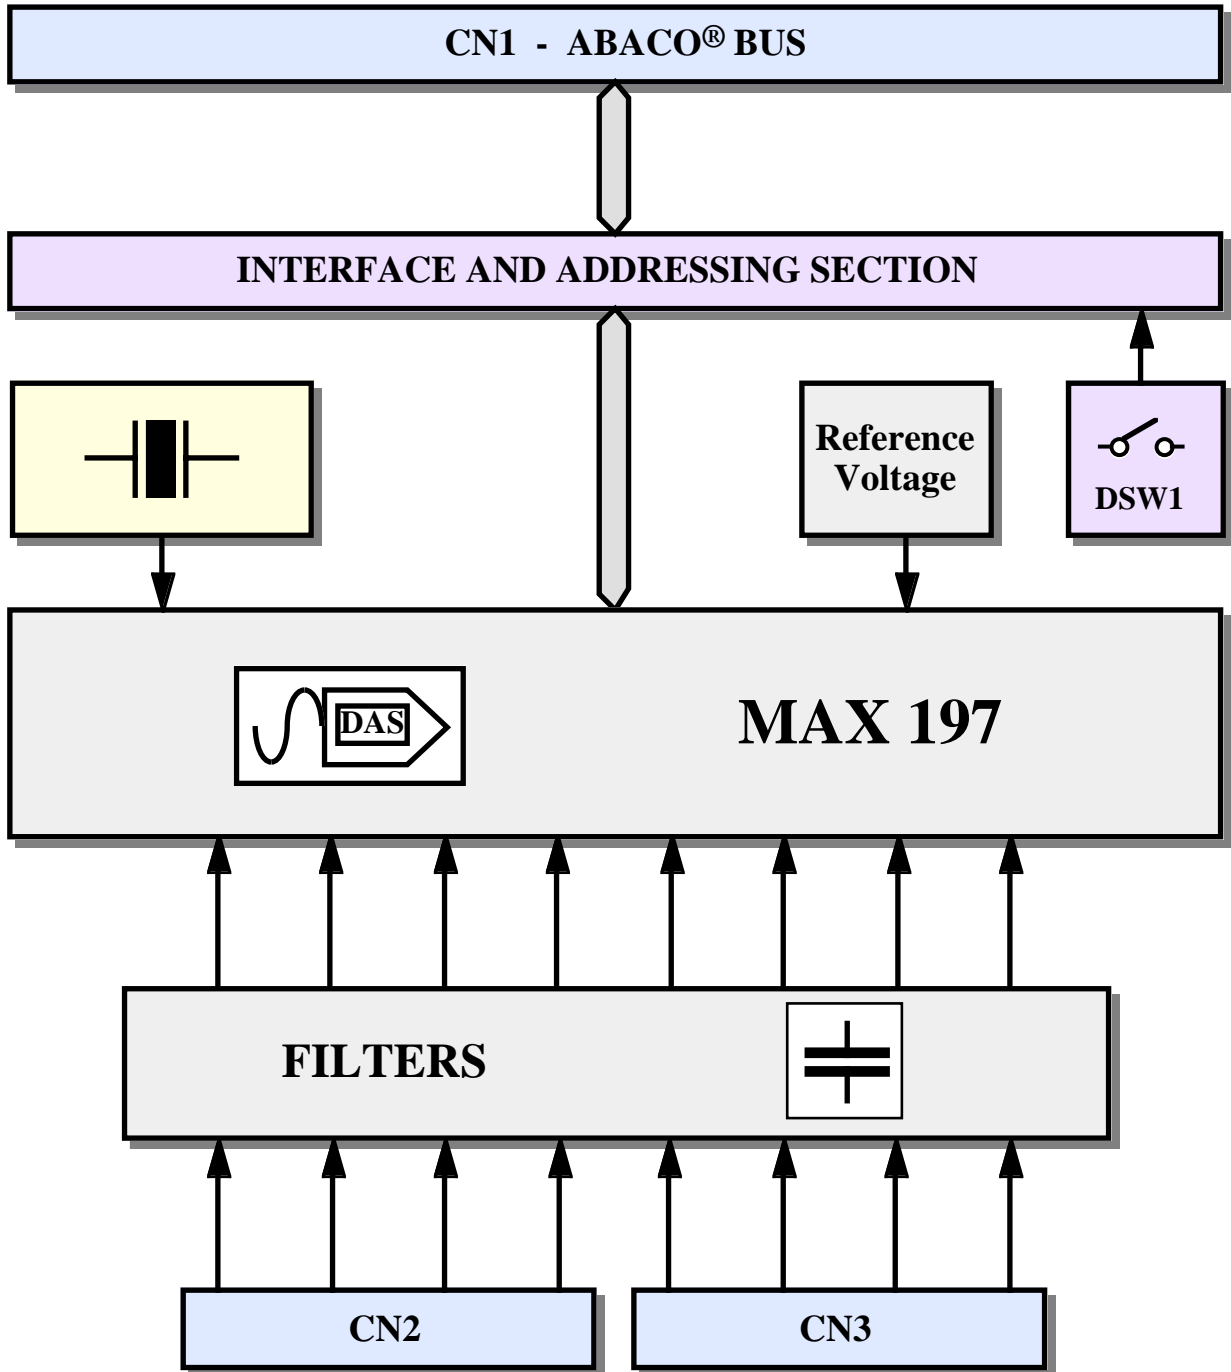 CN1 - ABACO® BUS
INTERFACE AND ADDRESSING SECTION
Reference
Voltage
DSW1
DAS
MAX 197
FILTERS
CN2
CN3